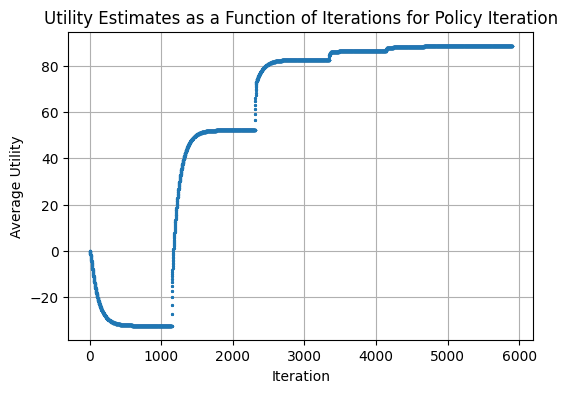 Utility Estimates as a Function of Iterations for Policy Iteration
Average Utility
80
60
40
20
0
−20
0 1000 2000 3000 4000 5000 6000
Iteration